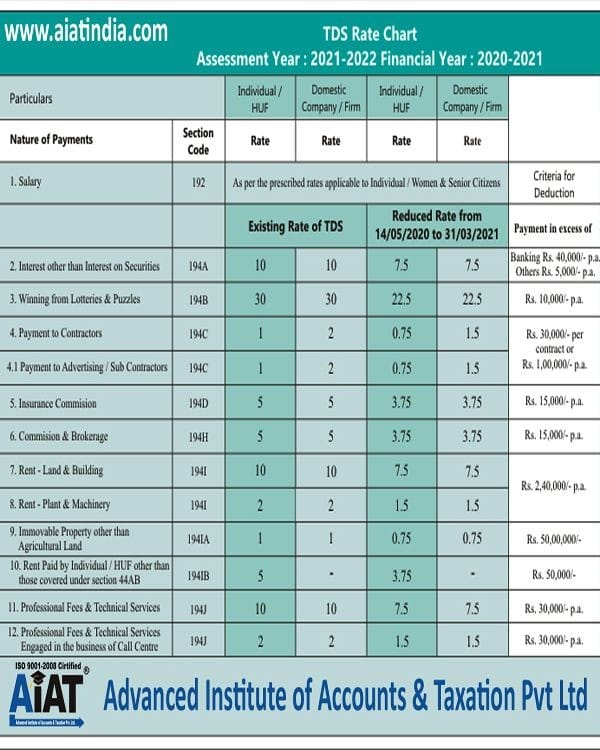 www.aiatindia.com
TDS Rate Chart
Assessment Year : 2021-2022 Financial Year : 2020-2021
Particulars
Individual / HUF
Domestic Company / Firm
Individual / HUF
Domestic Company / Firm
Nature of Payments
Section Code
Rate
Rate
Rate
Rate
1. Salary
192
As per the prescribed rates applicable to Individual / Women & Senior Citizens
Criteria for Deduction
Existing Rate of TDS
Reduced Rate from 14/05/2020 to 31/03/2021
Payment in excess of
2. Interest other than Interest on Securities 194A 10 10 7.5 7.5 Banking Rs. 40,000/- p.a.
Others Rs. 5,000/- p.a.
3. Winning from Lotteries & Puzzles 194B 30 30 22.5 22.5 Rs. 10,000/- p.a.
4. Payment to Contractors 194C 1 2 0.75 1.5 Rs. 30,000/- per
contract or
4.1 Payment to Advertising / Sub Contractors 194C 1 2 0.75 1.5 Rs. 1,00,000/- p.a.
5. Insurance Commision 194D 5 5 3.75 3.75 Rs. 15,000/- p.a.
6. Commision & Brokerage 194H 5 5 3.75 3.75 Rs. 15,000/- p.a.
7. Rent - Land & Building 194I 10 10 7.5 7.5
Rs. 2,40,000/- p.a.
8. Rent - Plant & Machinery 194I 2 2 1.5 1.5
9. Immovable Property other than
Agricultural Land 194IA 1 1 0.75 0.75 Rs. 50,00,000/-
10. Rent Paid by Individual / HUF other than
those covered under section 44AB 194IB 5 - 3.75 - Rs. 50,000/-
11. Professional Fees & Technical Services 194J 10 10 7.5 7.5 Rs. 30,000/- p.a.
12. Professional Fees & Technical Services
Engaged in the business of Call Centre 194J 2 2 1.5 1.5 Rs. 30,000/- p.a.
ISO 9001-2008 Cirtified
AiAT®
Advanced Institute of Accounts & Taxation Pvt. Ltd.
Advanced Institute of Accounts & Taxation Pvt Ltd